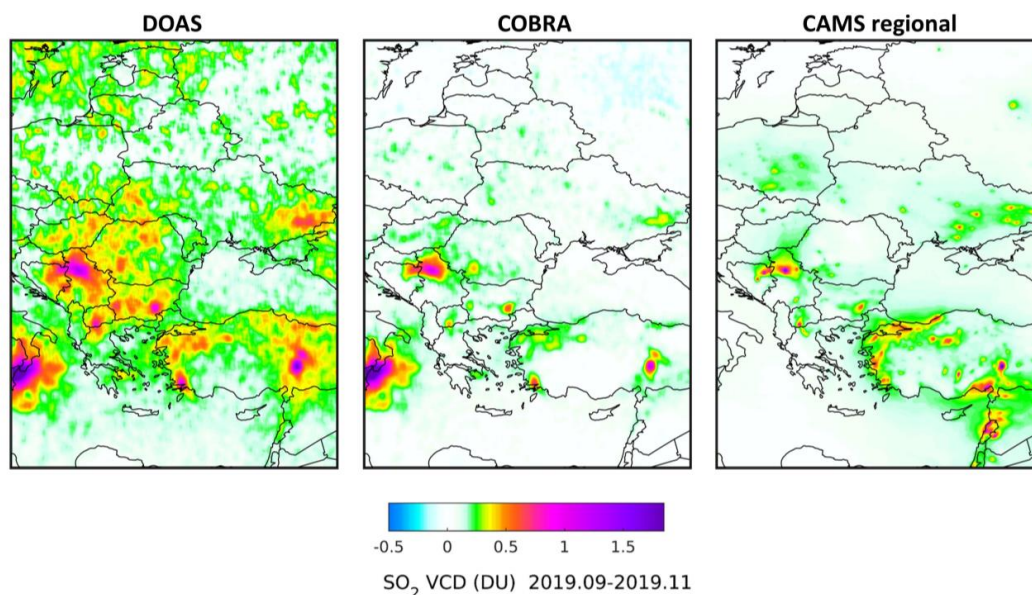 DOAS
COBRA
CAMS regional
-0.5 0 0.5 1 1.5
SO₂ VCD (DU) 2019.09-2019.11